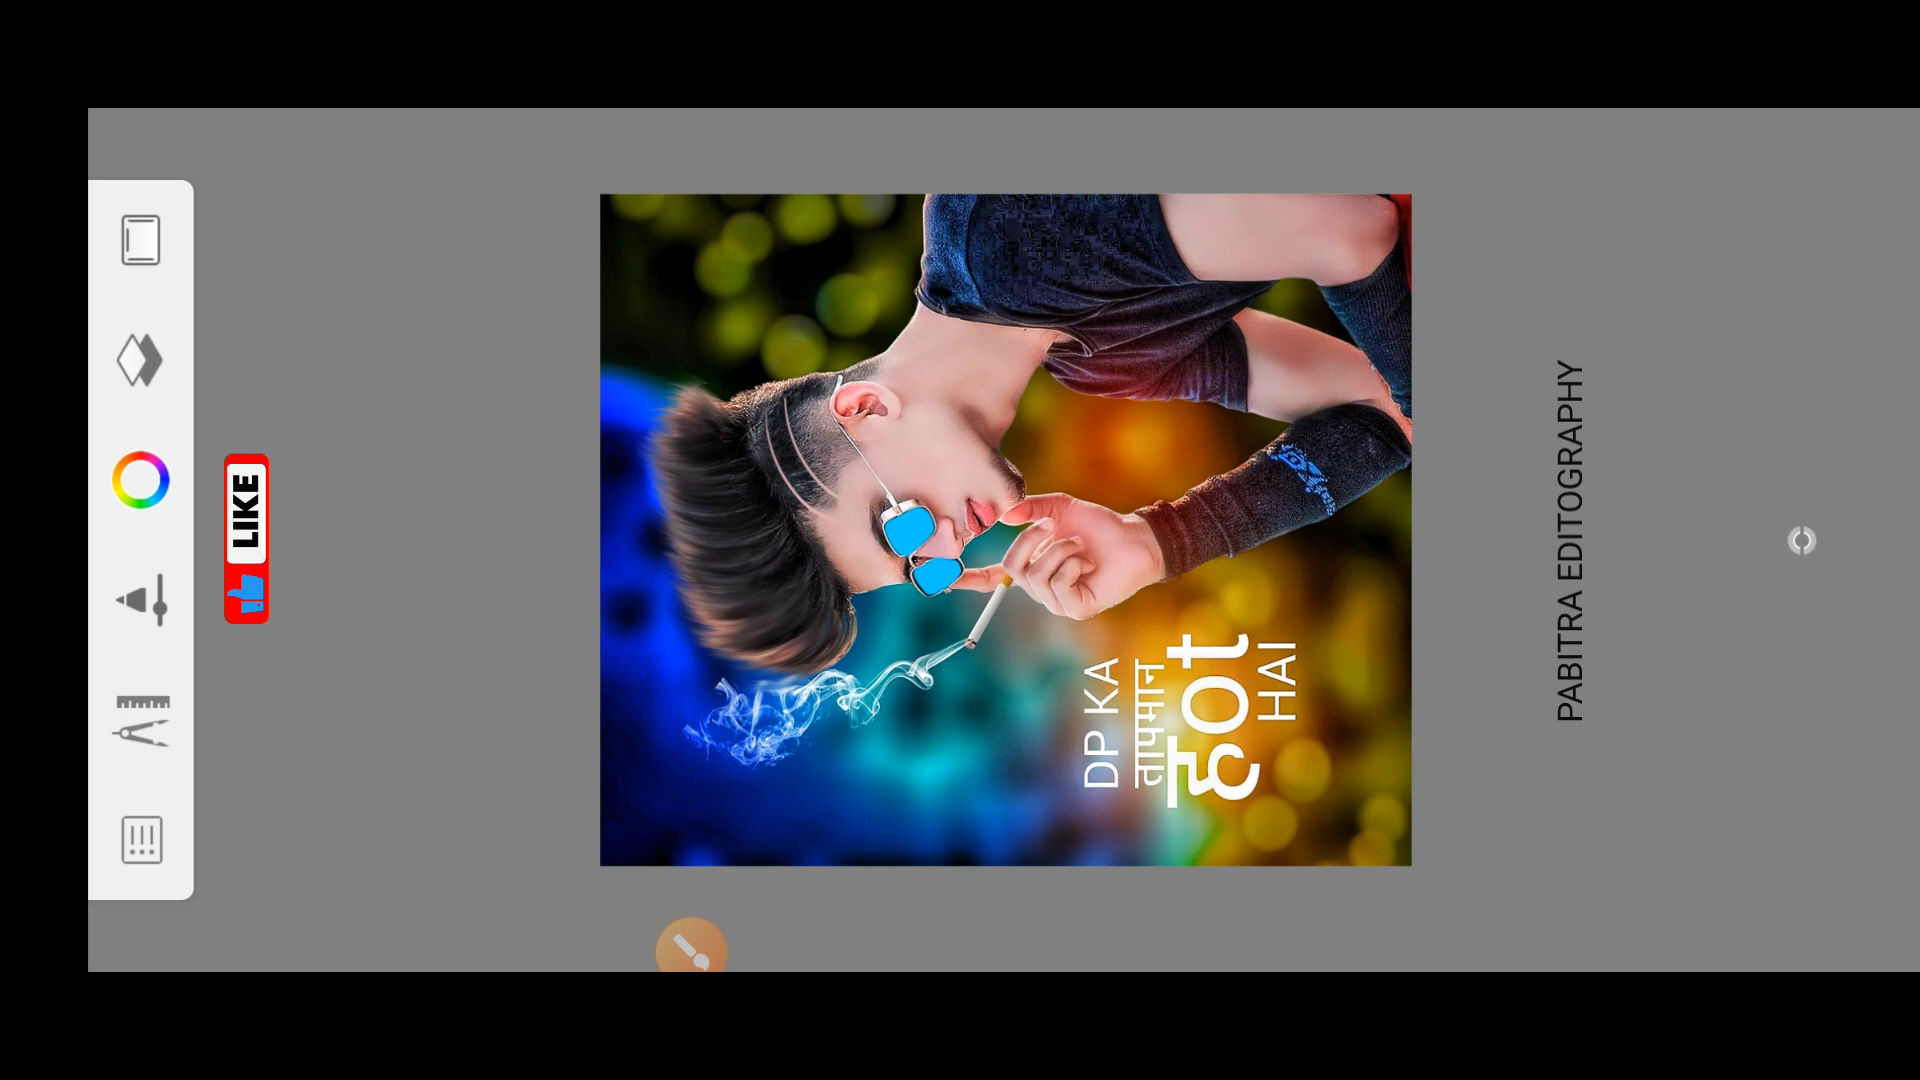 LIKE
DP KA
तापमान
हot
HAI
PABITRA EDITOGRAPHY